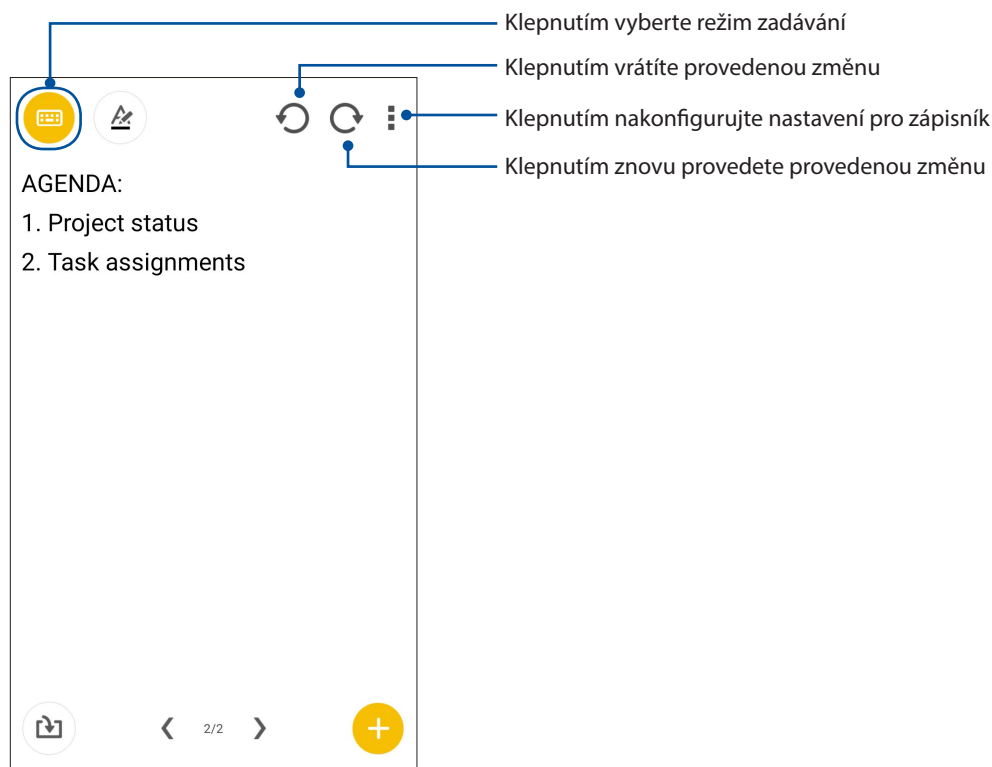 Klepnutím vyberte režim zadávání
Klepnutím vrátíte provedenou změnu
Klepnutím nakonfigurujte nastavení pro zápisník
Klepnutím znovu provedete provedenou změnu
AGENDA:
1. Project status
2. Task assignments
2/2